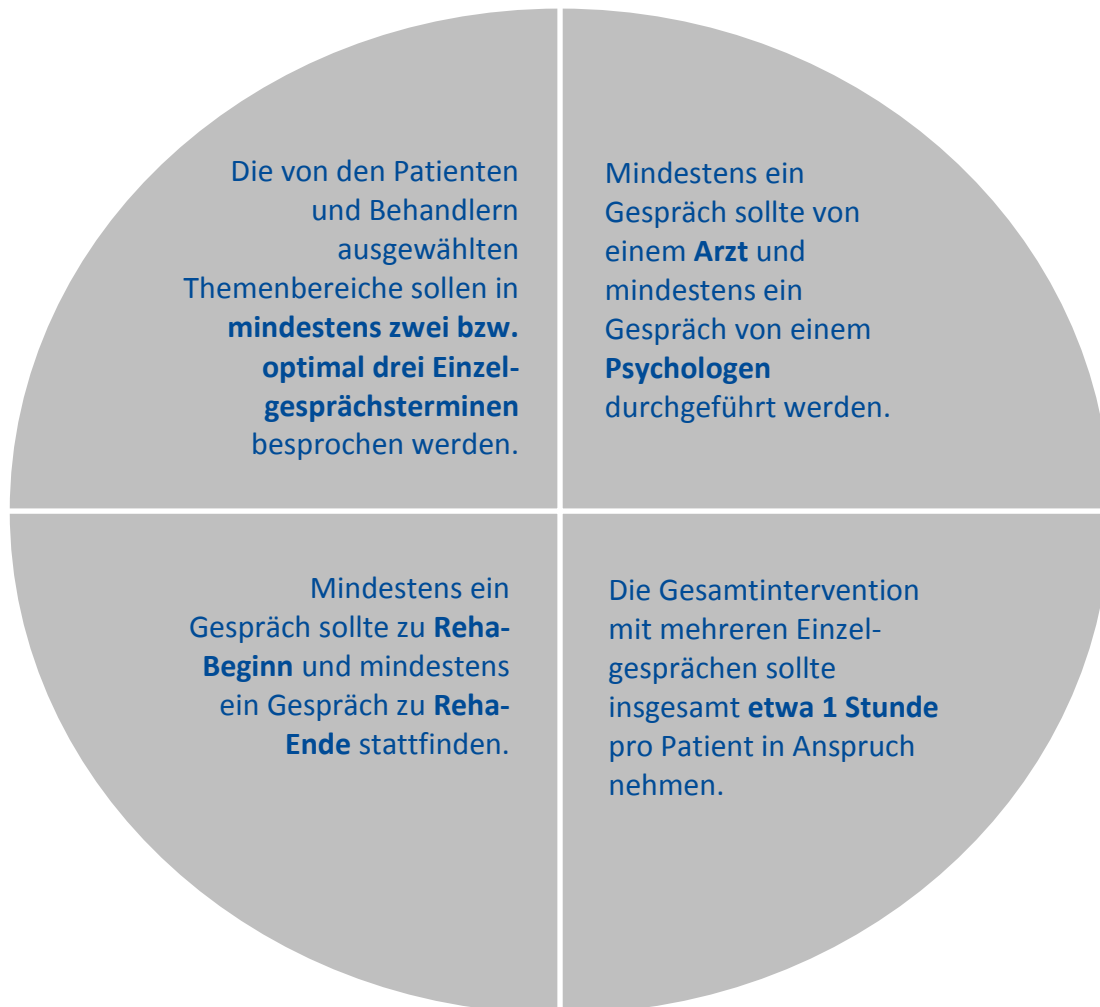 Die von den Patienten
und Behandlern
ausgewählten
Themenbereiche sollen in
mindestens zwei bzw.
optimal drei Einzel-
gesprächsterminen
besprochen werden.
Mindestens ein
Gespräch sollte von
einem Arzt und
mindestens ein
Gespräch von einem
Psychologen
durchgeführt werden.
Mindestens ein
Gespräch sollte zu Reha-
Beginn und mindestens
ein Gespräch zu Reha-
Ende stattfinden.
Die Gesamtintervention
mit mehreren Einzel-
gesprächen sollte
insgesamt etwa 1 Stunde
pro Patient in Anspruch
nehmen.